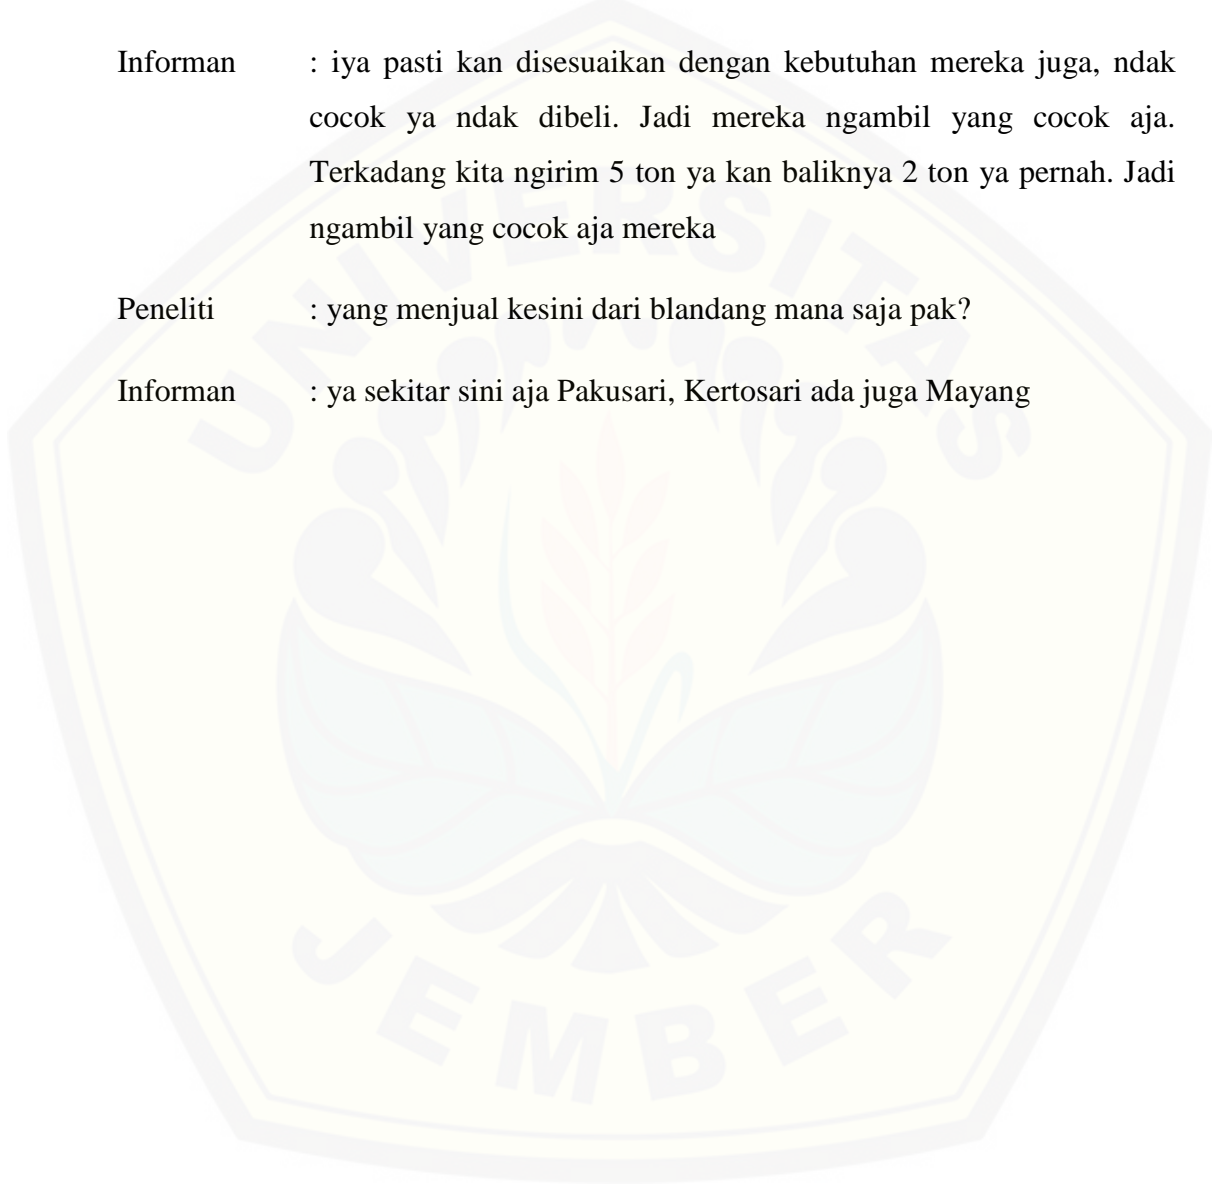 Informan : iya pasti kan disesuaikan dengan kebutuhan mereka juga, ndak
cocok ya ndak dibeli. Jadi mereka ngambil yang cocok aja.
Terkadang kita ngirim 5 ton ya kan baliknya 2 ton ya pernah. Jadi
ngambil yang cocok aja mereka
Peneliti : yang menjual kesini dari blandang mana saja pak?
Informan : ya sekitar sini aja Pakusari, Kertosari ada juga Mayang
UNIVERSITAS
JEMBER